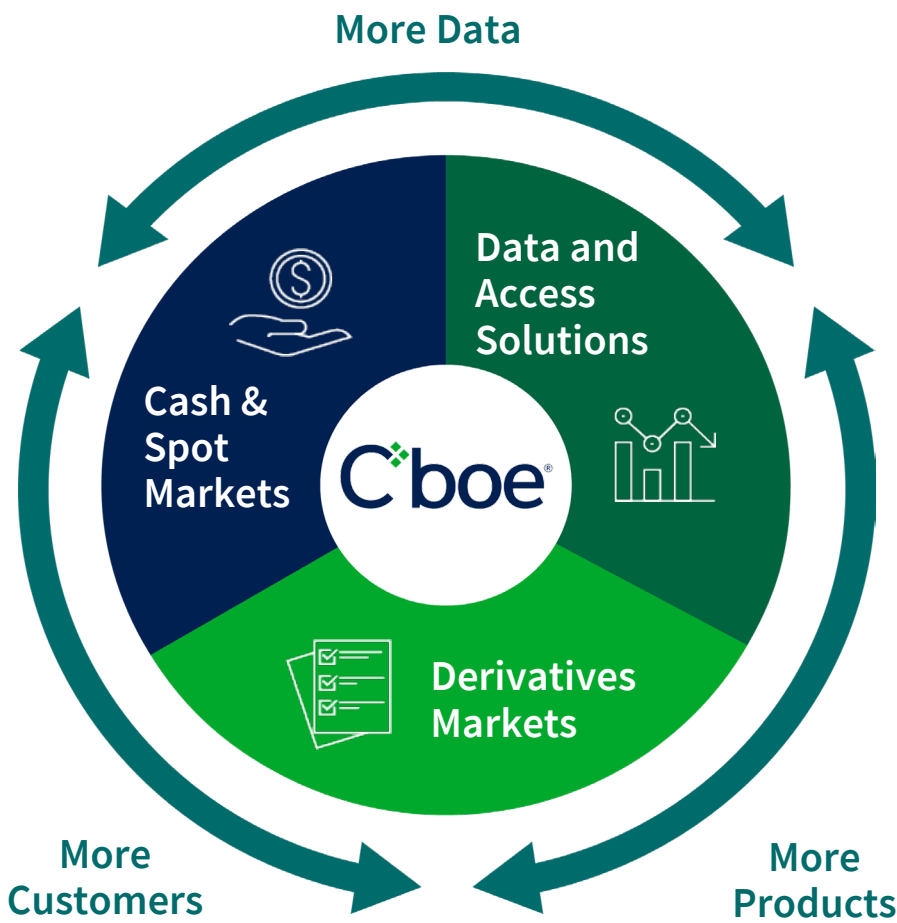 More Data
Data and
Access
Solutions
Cash &
Spot
Markets
Cboe®
Derivatives
Markets
More
Customers
More
Products